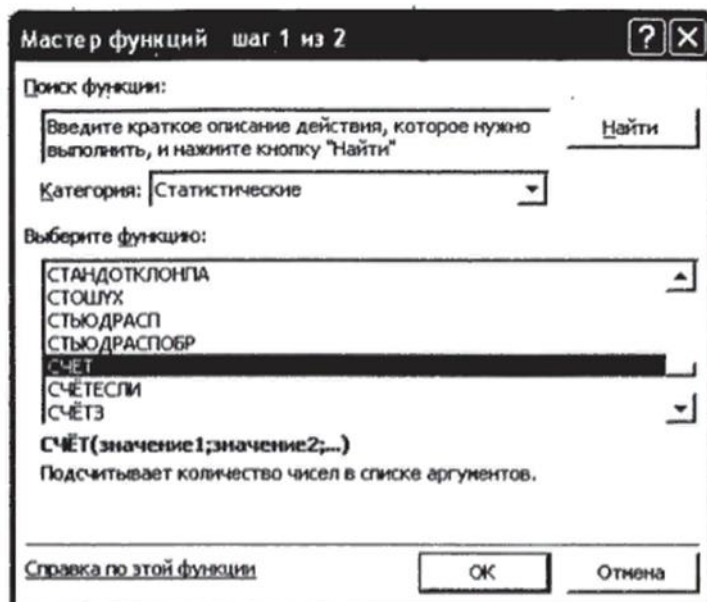 Мастер функций шаг 1 из 2
Поиск функции:
Введите краткое описание действия, которое нужно
выполнить, и нажмите кнопку "Найти"
Найти
Категория: Статистические
Выберите функцию:
СТАНДОТКЛОНПА
СТОШYX
СТЬЮДРАСП
СТЬЮДРАСПОБР
СЧЁТ
СЧЁТЕСЛИ
СЧЁТЗ
СЧЁТ(значение1;значение2;...)
Подсчитывает количество чисел в списке аргументов.
Справка по этой функции
ОК
Отмена